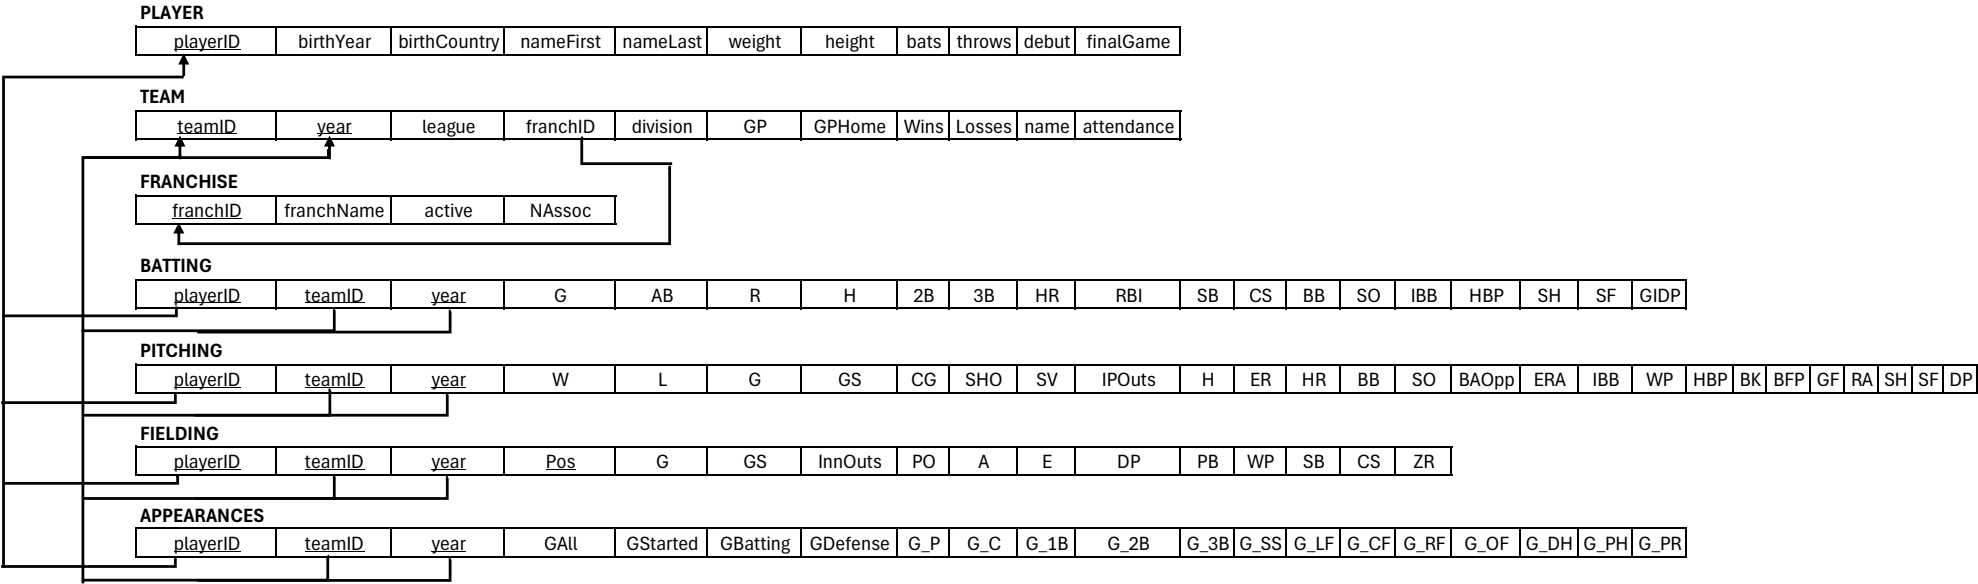 PLAYER
playerID birthYear birthCountry nameFirst nameLast weight height bats throws debut finalGame
TEAM
teamID year league franchID division GP GPHome Wins Losses name attendance
FRANCHISE
franchID franchName active NAssoc
BATTING
playerID teamID year G AB R H 2B 3B HR RBI SB CS BB SO IBB HBP SH SF GIDP
PITCHING
playerID teamID year W L G GS CG SHO SV IPOuts H ER HR BB SO BAOpp ERA IBB WP HBP BK BFP GF RA SH SF DP
FIELDING
playerID teamID year Pos G GS InnOuts PO A E DP PB WP SB CS ZR
APPEARANCES
playerID teamID year GAll GStarted GBatting GDefense G_P G_C G_1B G_2B G_3B G_SS G_LF G_CF G_RF G_OF G_DH G_PH G_PR